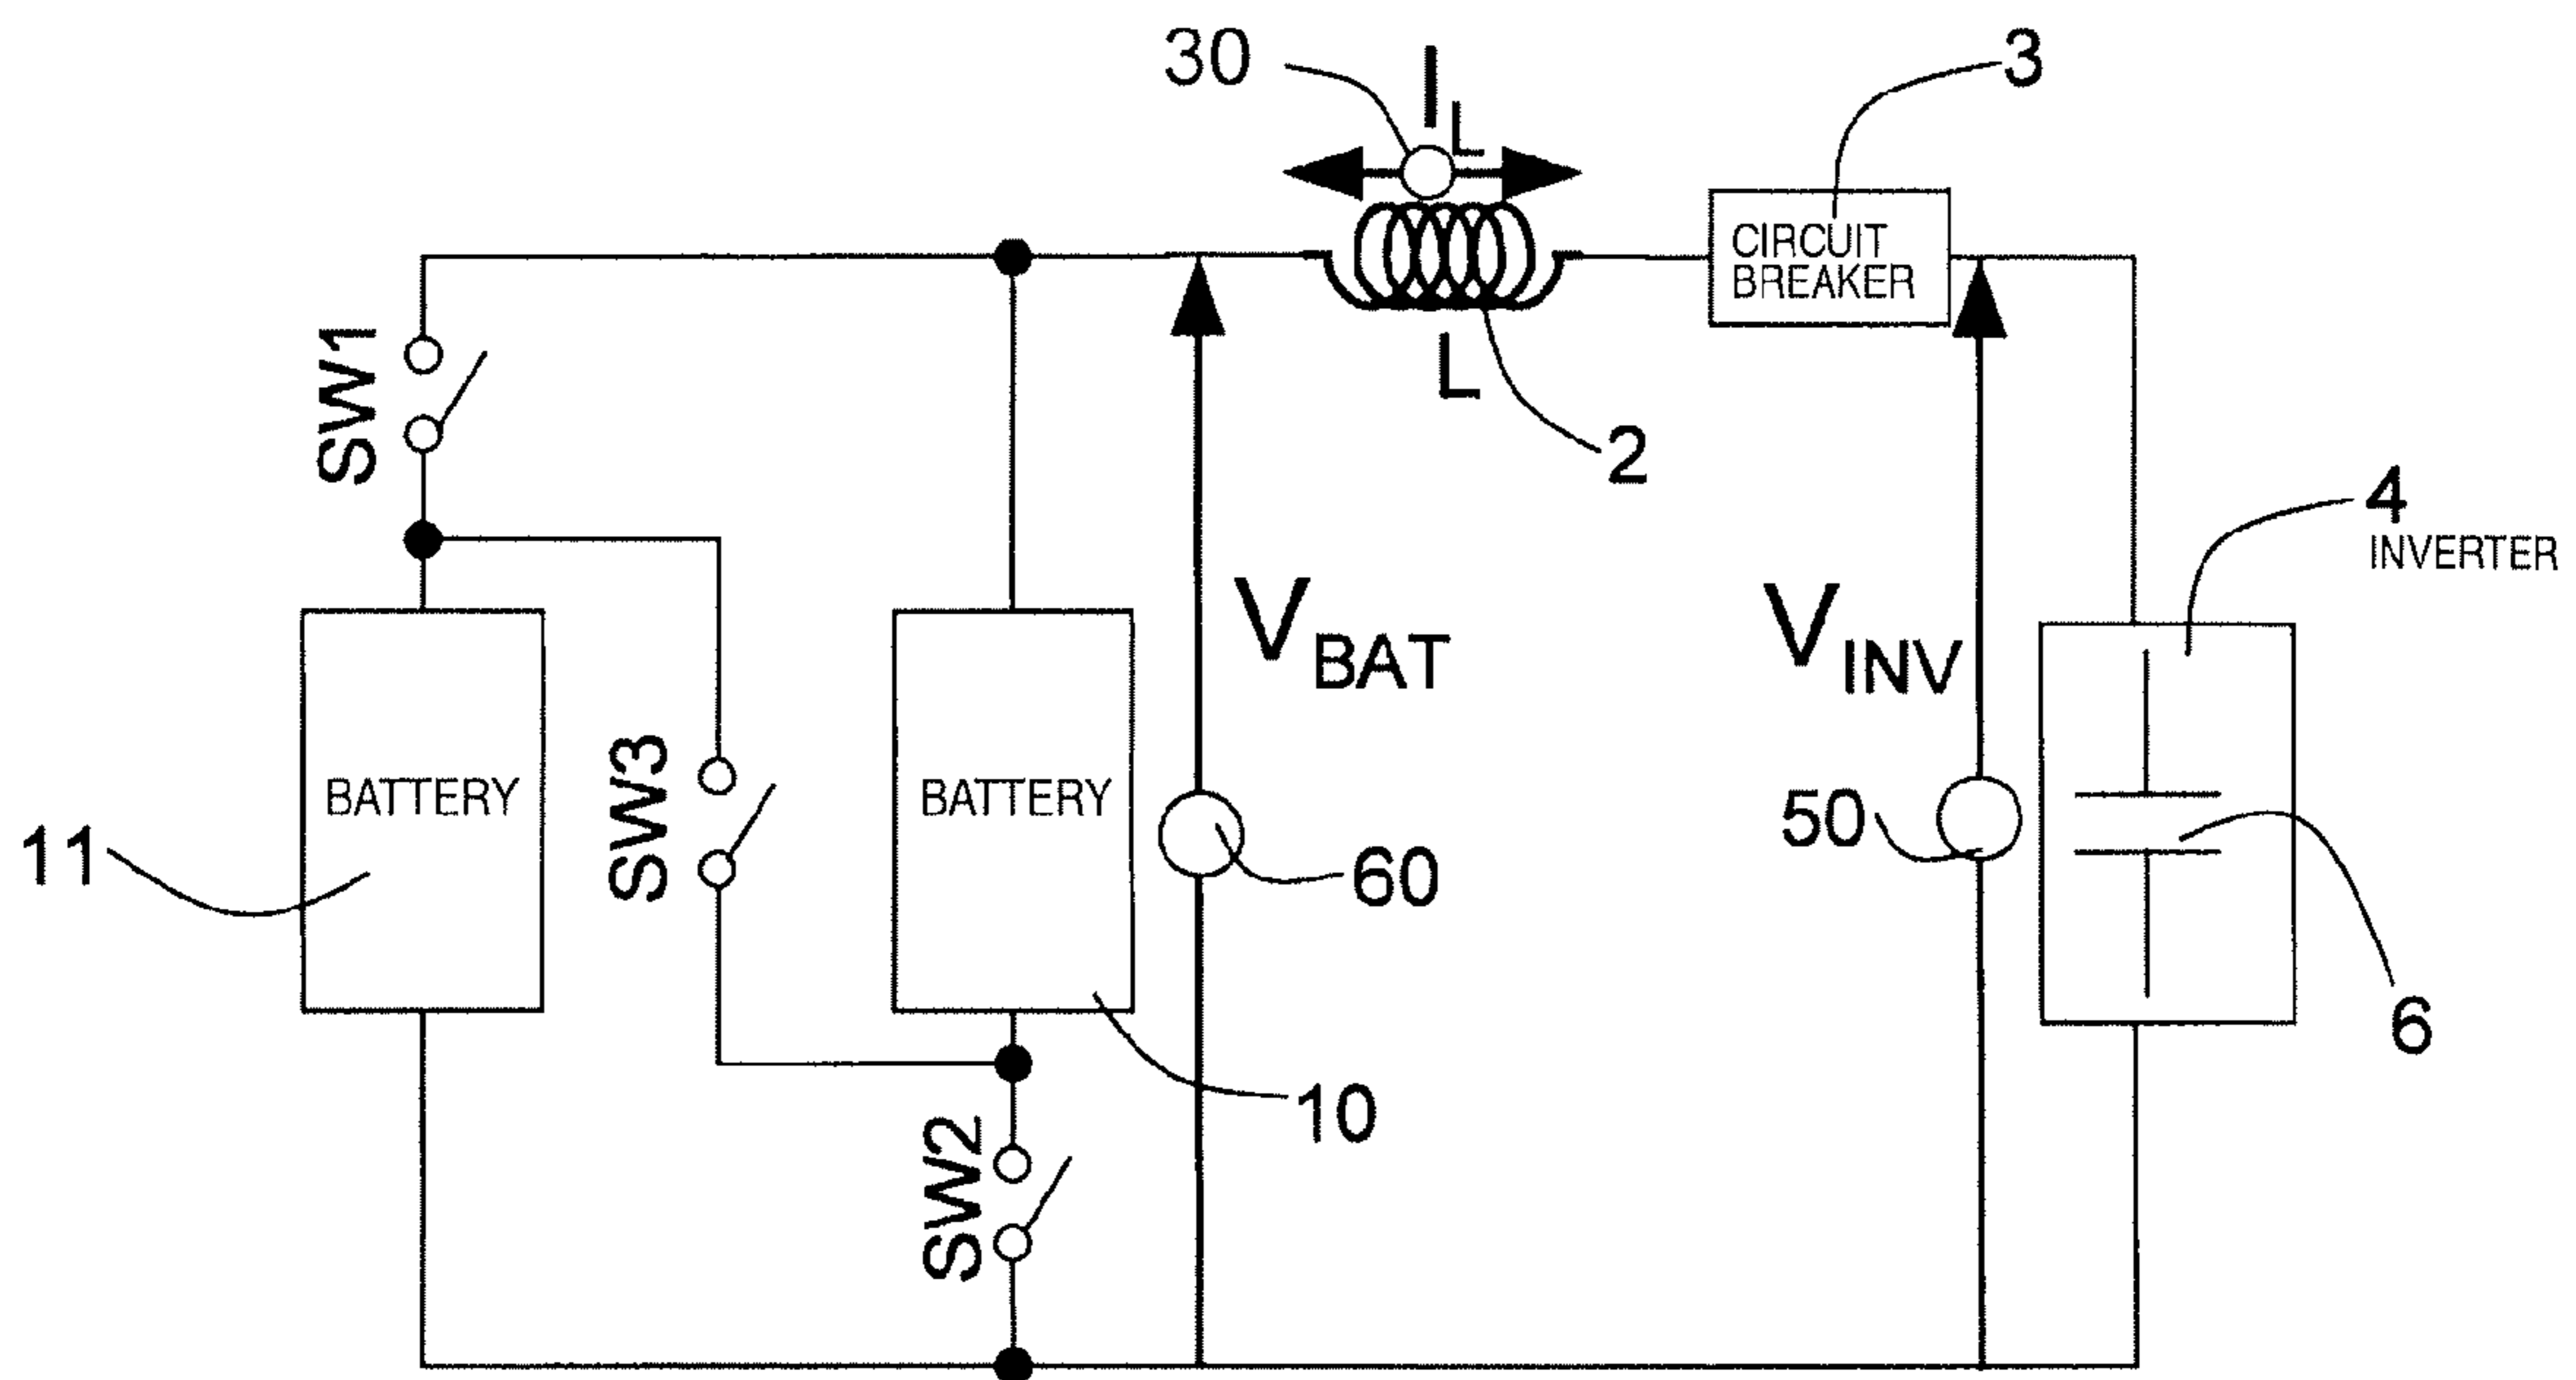 30
I L
3
CIRCUIT
BREAKER
SW1
L
2
4
INVERTER
V BAT
V INV
SW3
BATTERY
BATTERY
11
50
60
6
10
SW2